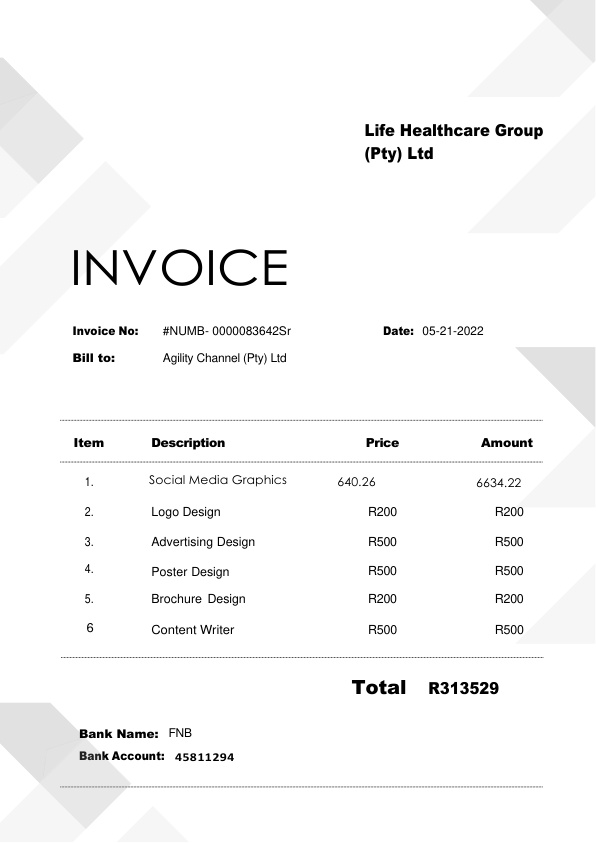 Life Healthcare Group
(Pty) Ltd
INVOICE
Invoice No: #NUMB- 0000083642Sr Date: 05-21-2022
Bill to: Agility Channel (Pty) Ltd
Item Description Price Amount
1. Social Media Graphics 640.26 6634.22
2. Logo Design R200 R200
3. Advertising Design R500 R500
4. Poster Design R500 R500
5. Brochure Design R200 R200
6 Content Writer R500 R500
Total R313529
Bank Name: FNB
Bank Account: 45811294